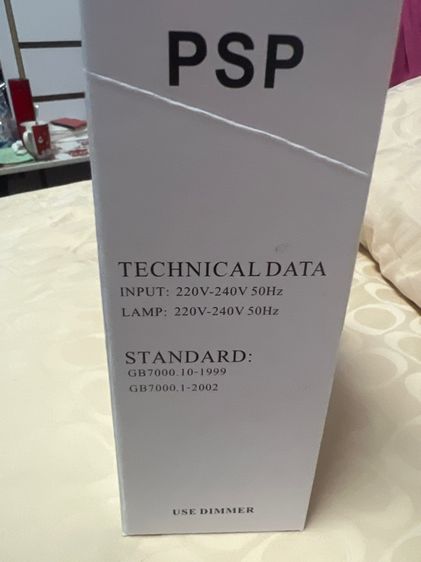 PSP
TECHNICAL DATA
INPUT: 220V-240V 50Hz
LAMP: 220V-240V 50Hz
STANDARD:
GB7000.10-1999
GB7000.1-2002
USE DIMMER